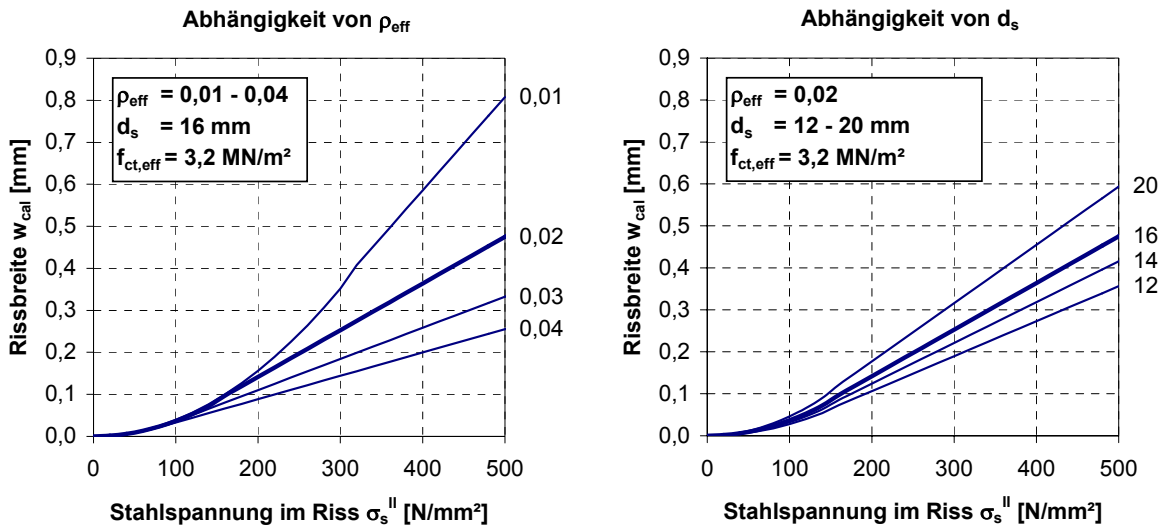 Abhängigkeit von ρeff
Rissbreite wcal [mm]
0,9
0,8
0,7
0,6
0,5
0,4
0,3
0,2
0,1
0,0
ρeff = 0,01 - 0,04
ds = 16 mm
fct,eff = 3,2 MN/m²
0,01
0,02
0,03
0,04
0 100 200 300 400 500
Stahlspannung im Riss σsII [N/mm²]
Abhängigkeit von ds
Rissbreite wcal [mm]
0,9
0,8
0,7
0,6
0,5
0,4
0,3
0,2
0,1
0,0
ρeff = 0,02
ds = 12 - 20 mm
fct,eff = 3,2 MN/m²
20
16
14
12
0 100 200 300 400 500
Stahlspannung im Riss σsII [N/mm²]